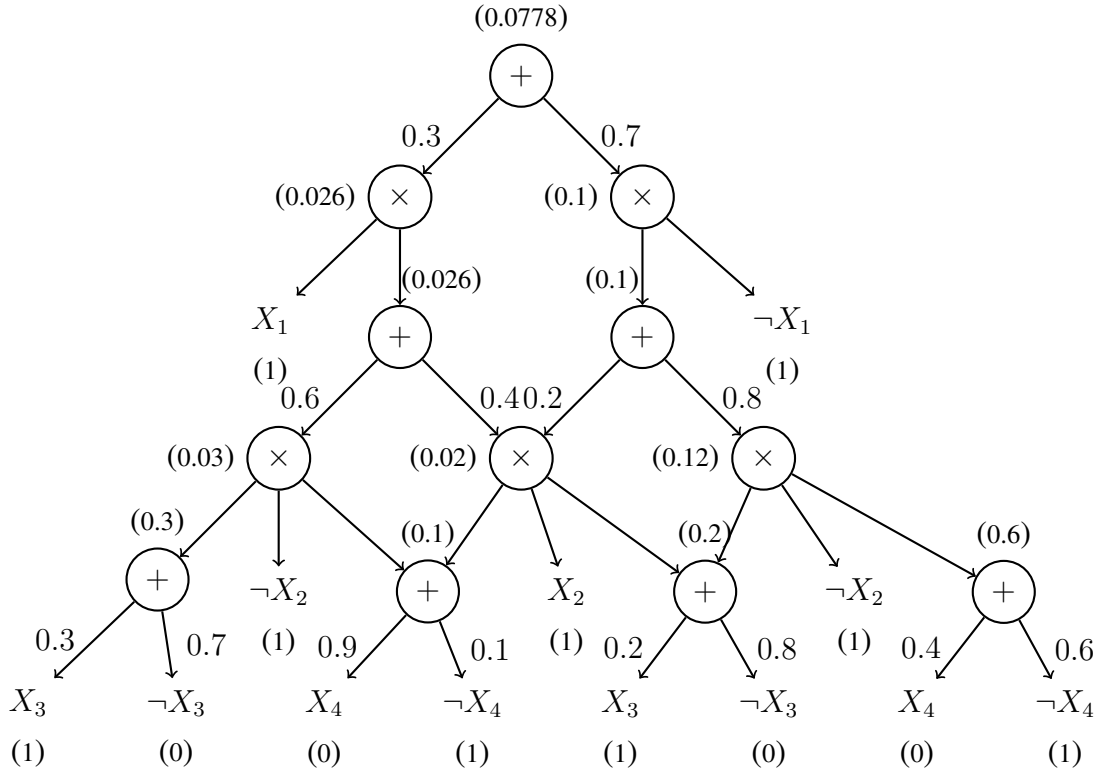 (0.0778)
+
0.3 0.7
(0.026) × (0.1) ×
(0.026) (0.1)
X₁ + + ¬X₁
(1) (1)
0.6 0.4 0.2 0.8
(0.03) × (0.02) × (0.12) ×
(0.3) (0.1) (0.2) (0.6)
+ ¬X₂ + X₂ + ¬X₂ +
0.3 0.7 (1) 0.9 0.1 (1) 0.2 0.8 (1) 0.4 0.6
X₃ ¬X₃ X₄ ¬X₄ X₃ ¬X₃ X₄ ¬X₄
(1) (0) (0) (1) (1) (0) (0) (1)